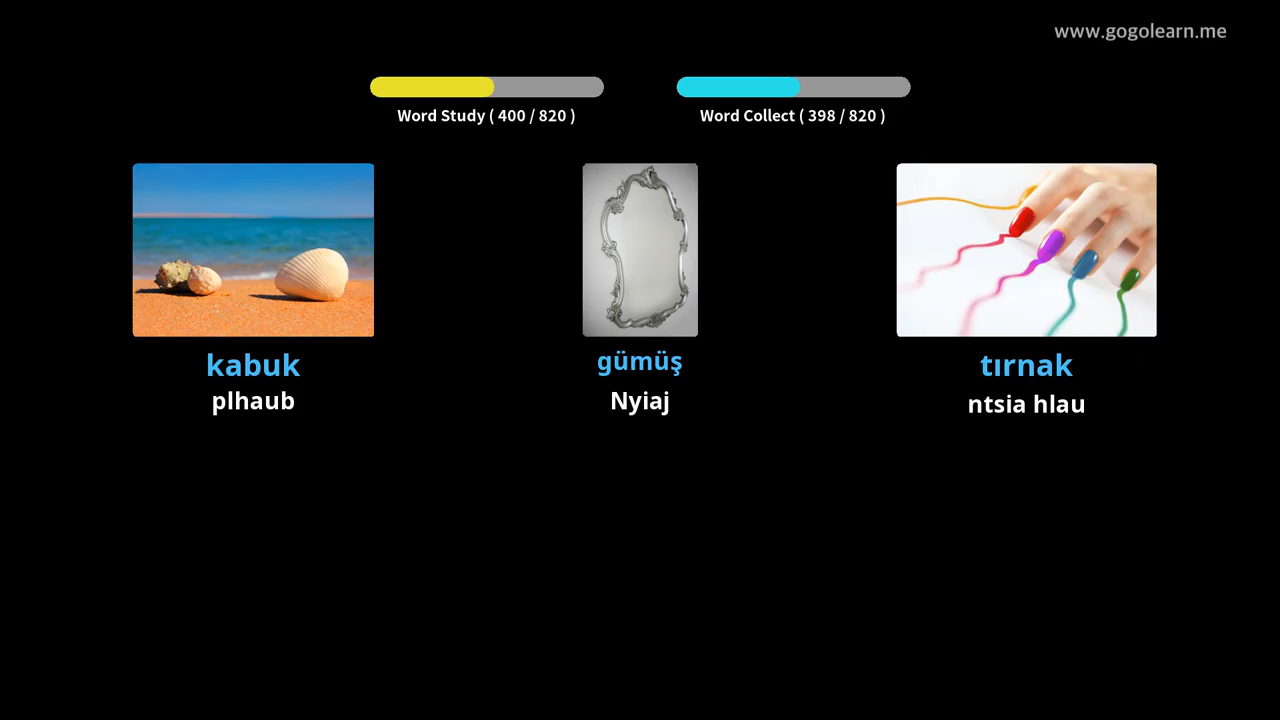 www.gogolearn.me
Word Study ( 400 / 820 )
Word Collect ( 398 / 820 )
kabuk
plhaub
gümüş
Nyiaj
tırnak
ntsia hlau